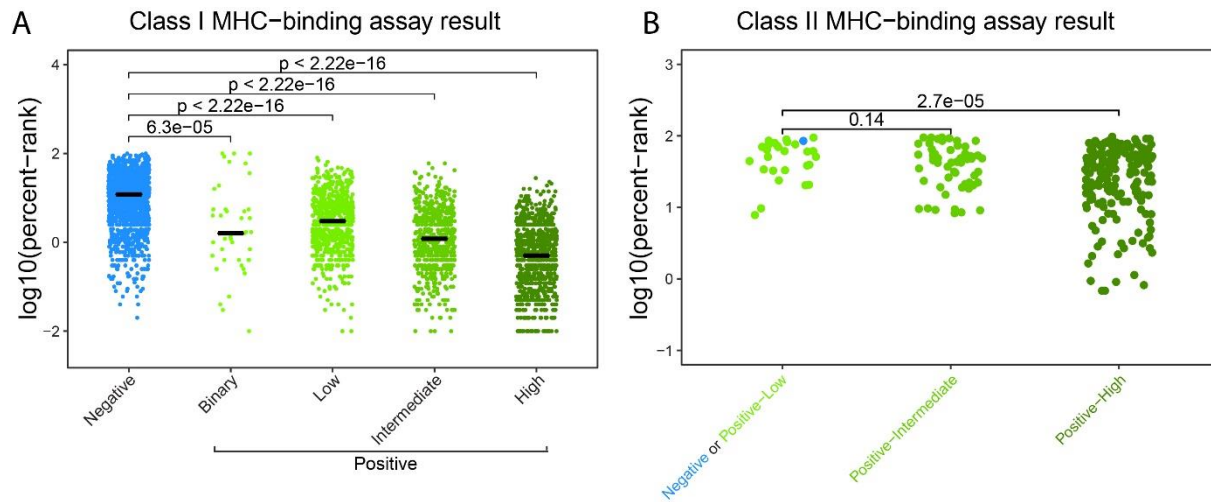 A
Class I MHC−binding assay result
log10(percent−rank)
4
2
0
−2
p < 2.22e−16
p < 2.22e−16
p < 2.22e−16
6.3e−05
Negative
Binary
Low
Intermediate
High
Positive
B
Class II MHC−binding assay result
log10(percent−rank)
3
2
1
0
−1
2.7e−05
0.14
Negative or Positive−Low
Positive−Intermediate
Positive−High